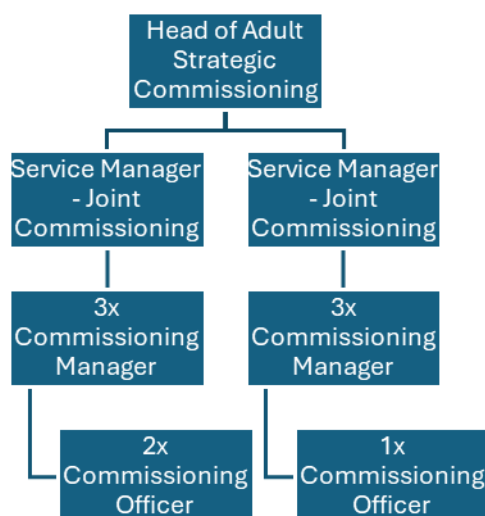 Head of Adult
Strategic
Commissioning
Service Manager
- Joint
Commissioning
Service Manager
- Joint
Commissioning
3x
Commissioning
Manager
3x
Commissioning
Manager
2x
Commissioning
Officer
1x
Commissioning
Officer